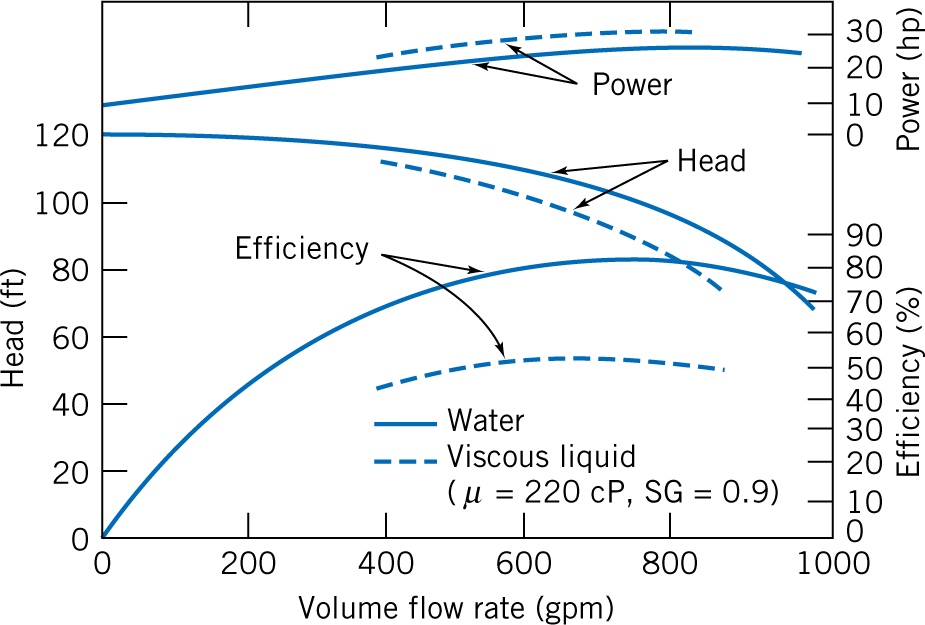 30
20
10
0
Power (hp)
Power
120
100
80
60
40
20
0
Head (ft)
Head
Efficiency
90
80
70
60
50
40
30
20
10
0
Efficiency (%)
Water
Viscous liquid
(μ = 220 cP, SG = 0.9)
0 200 400 600 800 1000
Volume flow rate (gpm)